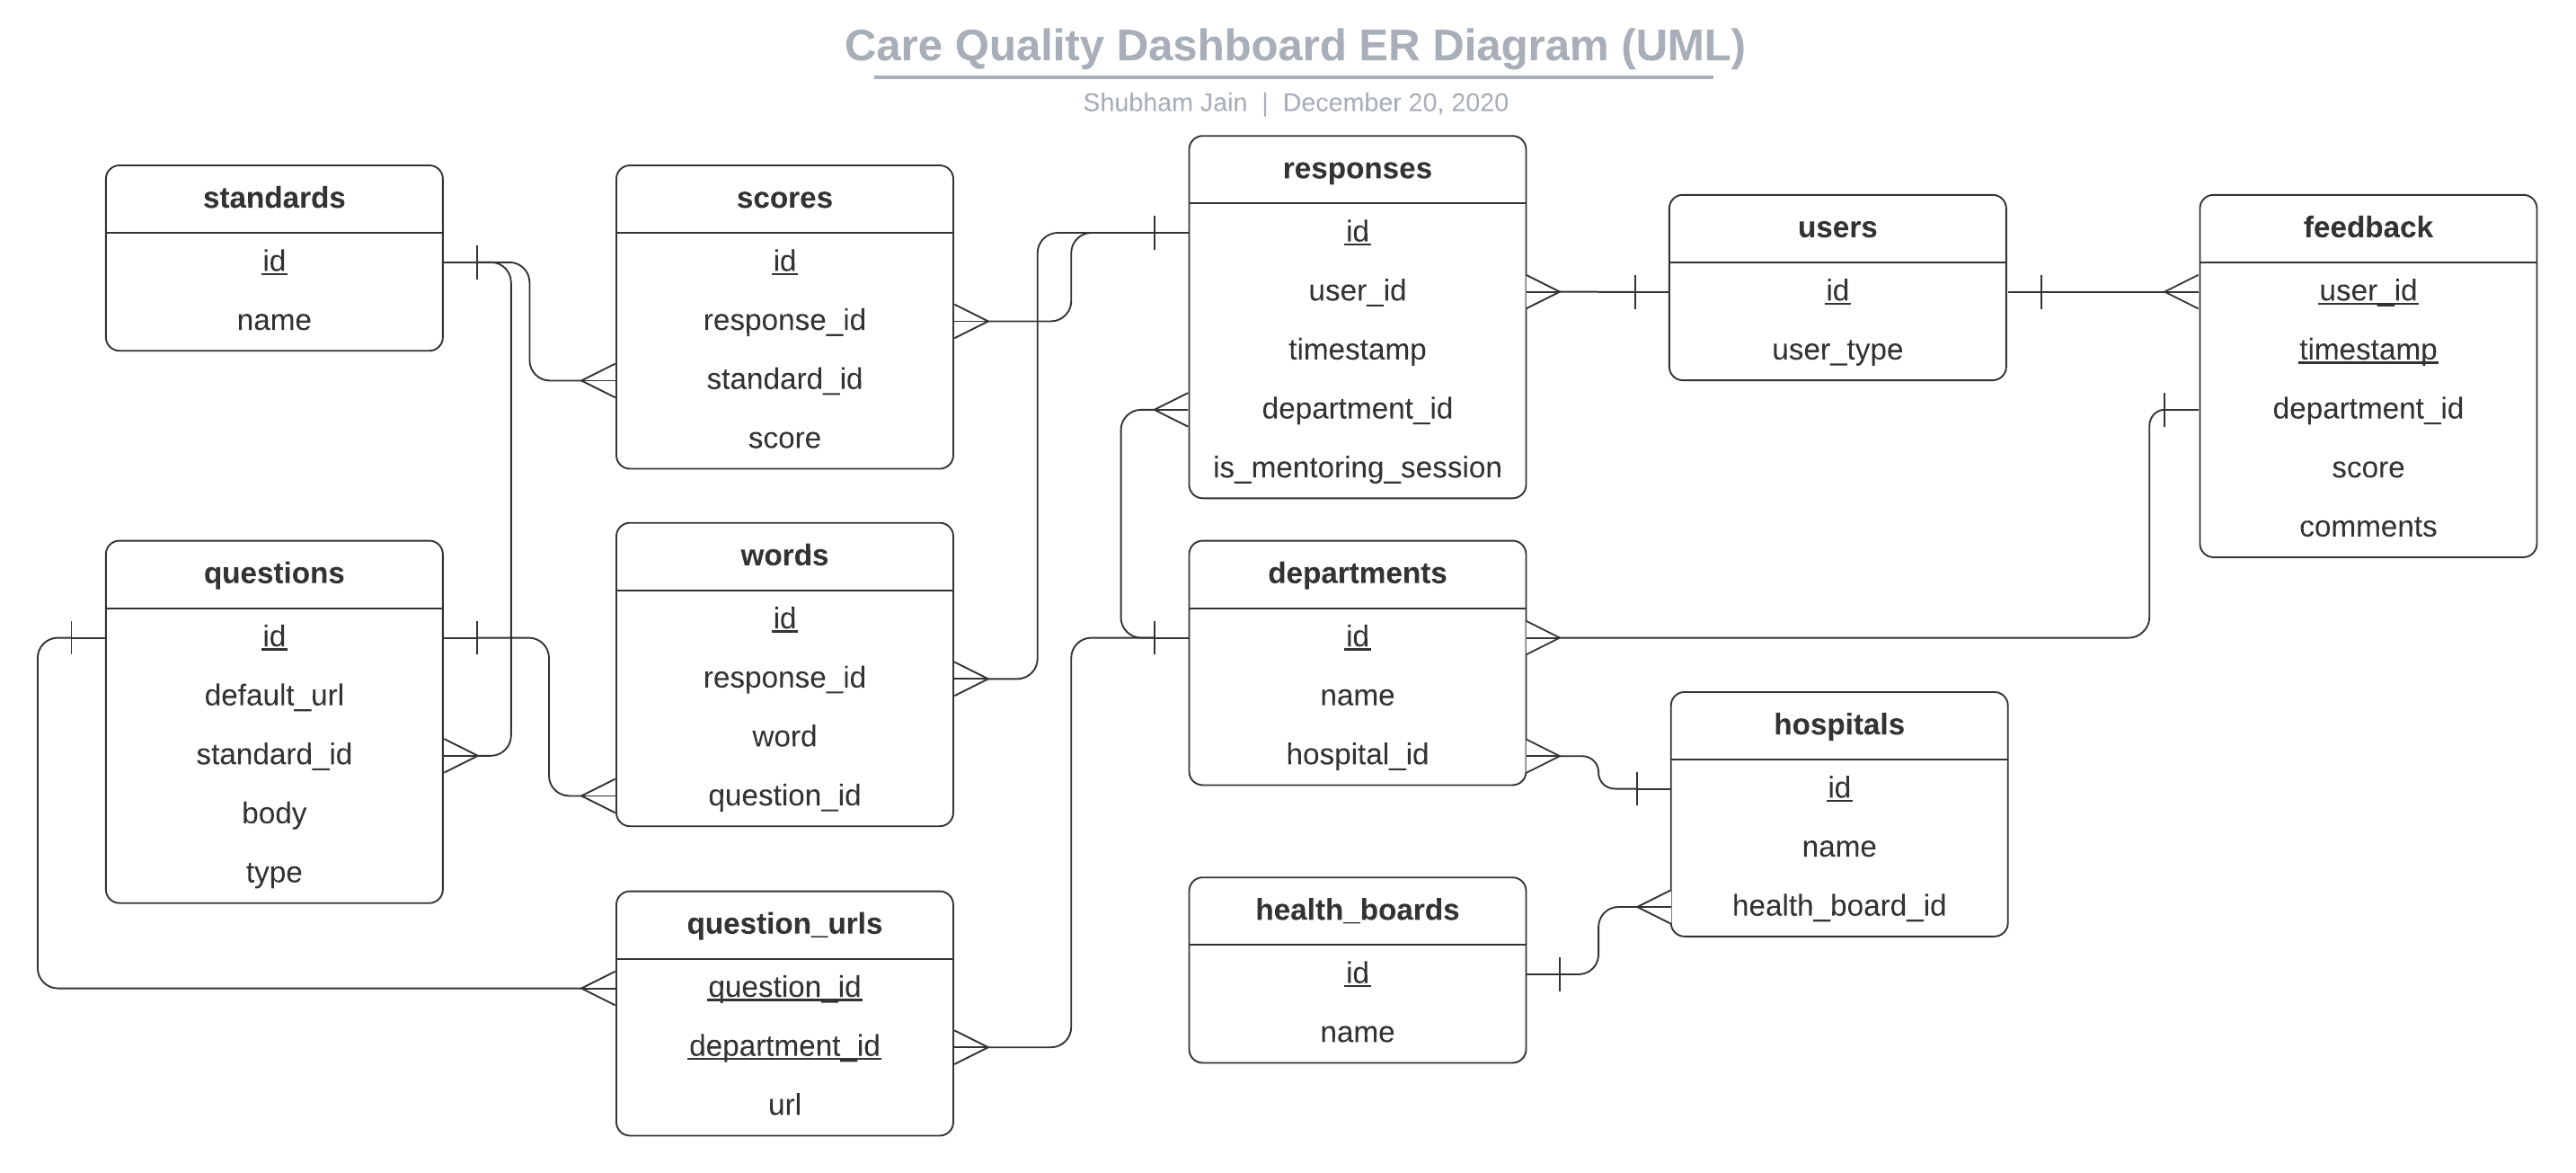 Care Quality Dashboard ER Diagram (UML)
Shubham Jain | December 20, 2020
standards
id
name
scores
id
response_id
standard_id
score
responses
id
user_id
timestamp
department_id
is_mentoring_session
users
id
user_type
feedback
user_id
timestamp
department_id
score
comments
questions
id
default_url
standard_id
body
type
words
id
response_id
word
question_id
departments
id
name
hospital_id
hospitals
id
name
health_board_id
question_urls
question_id
department_id
url
health_boards
id
name